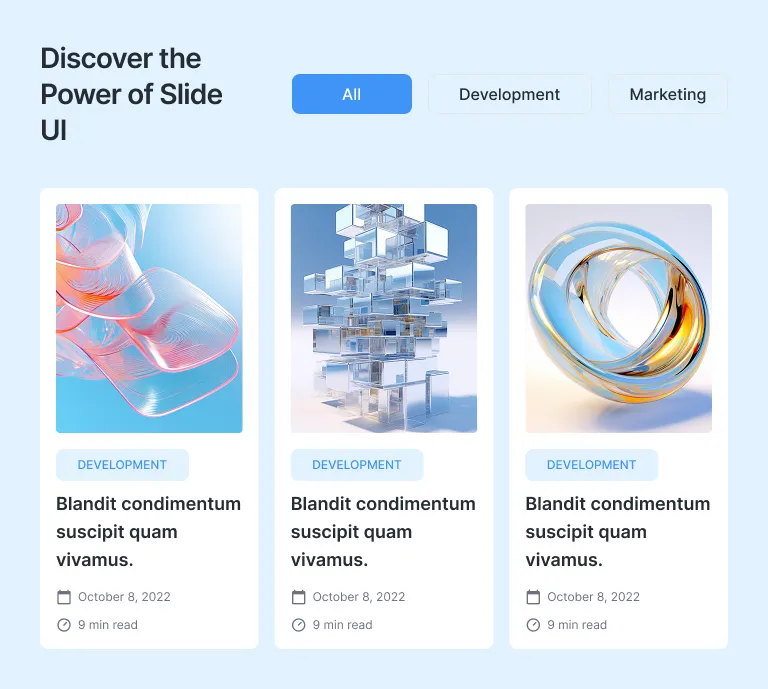 Discover the
Power of Slide
UI
All
Development
Marketing
DEVELOPMENT
Blandit condimentum
suscipit quam
vivamus.
October 8, 2022
9 min read
DEVELOPMENT
Blandit condimentum
suscipit quam
vivamus.
October 8, 2022
9 min read
DEVELOPMENT
Blandit condimentum
suscipit quam
vivamus.
October 8, 2022
9 min read